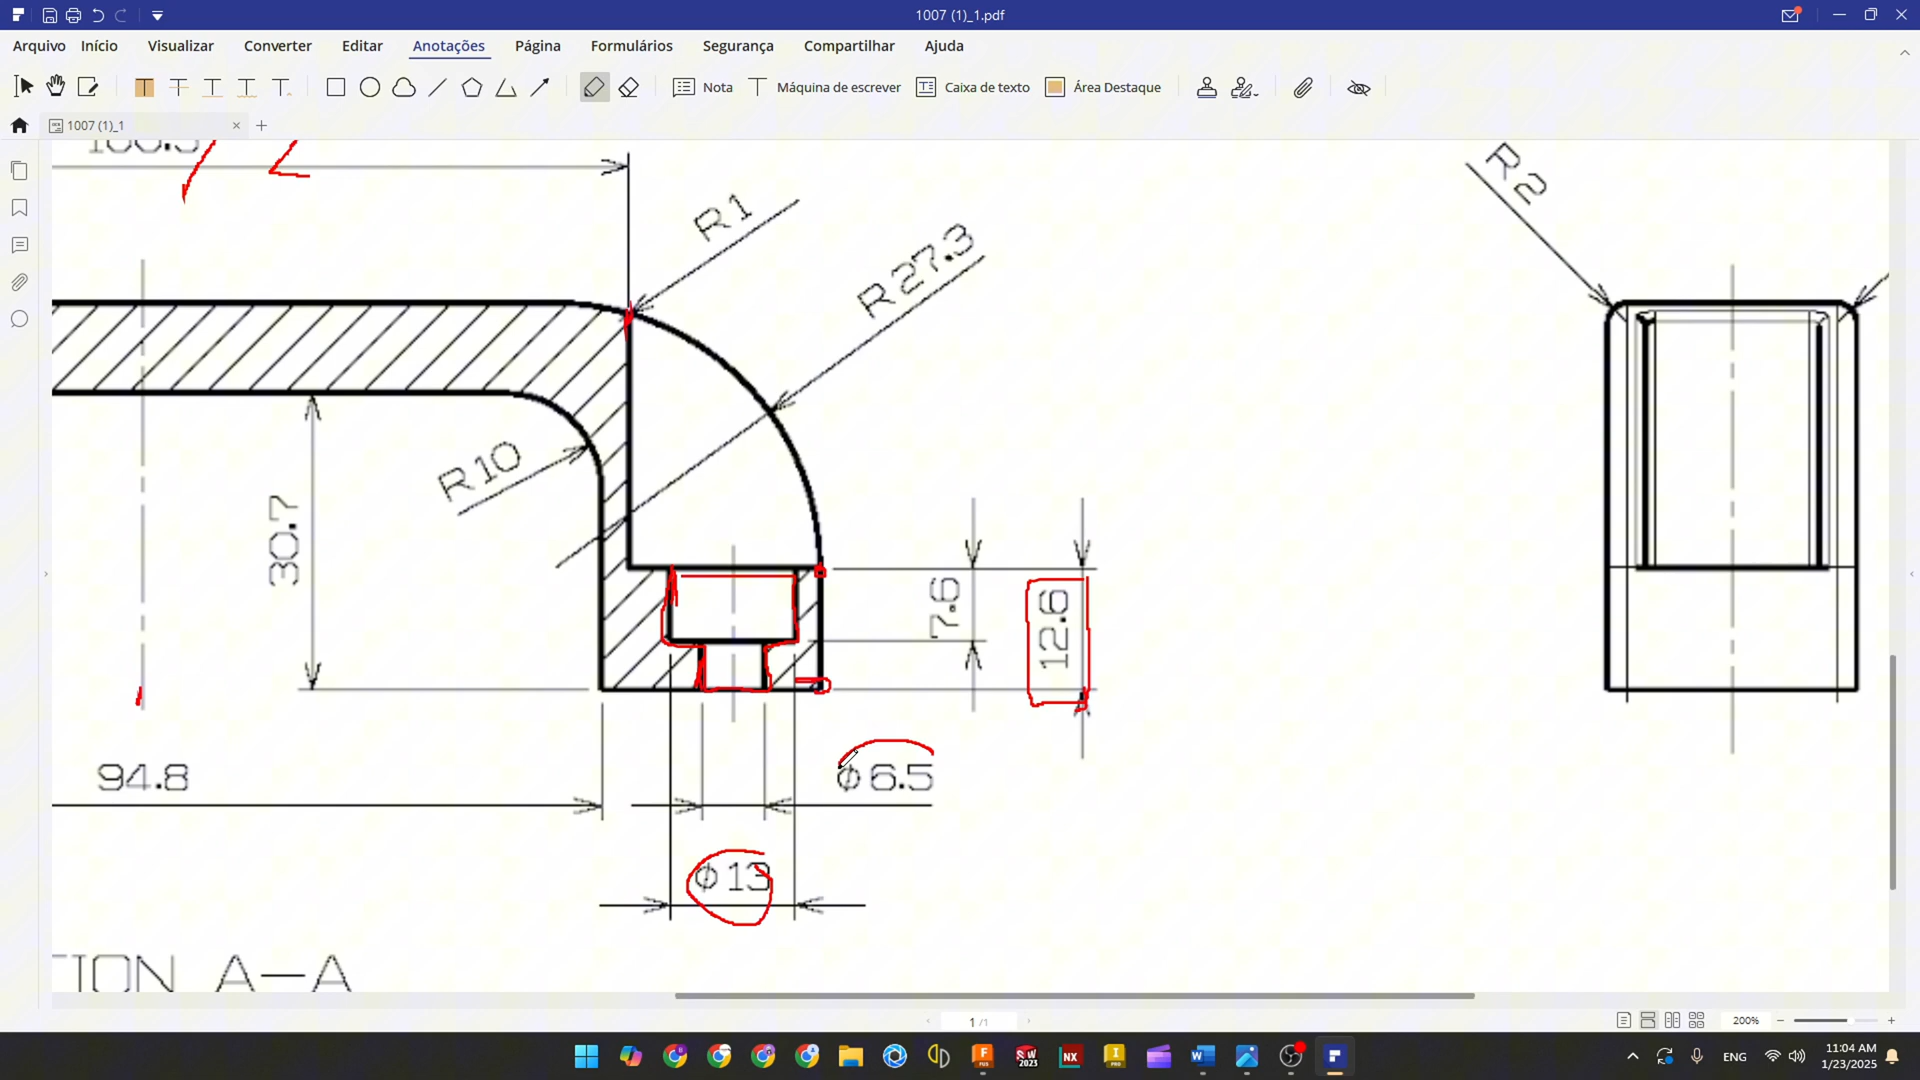 1007 (1)_1.pdf
Arquivo Início Visualizar Converter Editar Anotações Página Formulários Segurança Compartilhar Ajuda
Nota Máquina de escrever Caixa de texto Área Destaque
1007 (1)_1
2
R1
R27.3
R2
R10
30.7
7.6
12.6
94.8
ϕ6.5
ϕ13
TION A-A
1 /1
200%
ENG
11:04 AM
1/23/2025